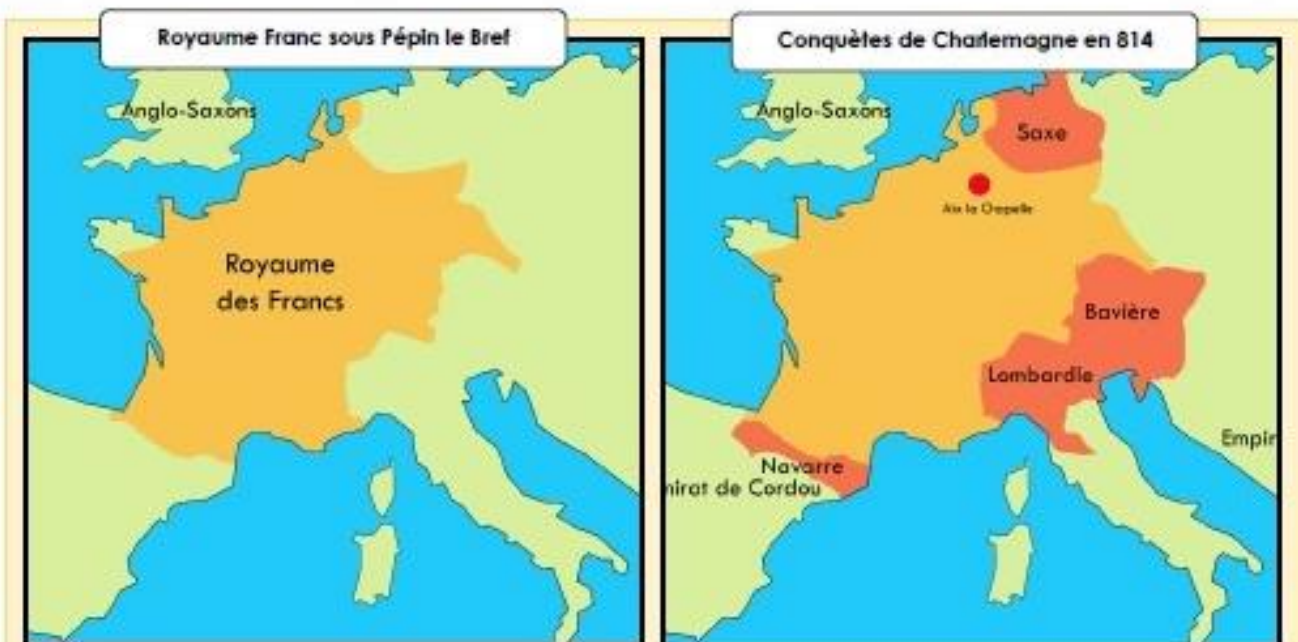 Royaume Franc sous Pépin le Bref
Anglo-Saxons
Royaume
des Francs
Conquètes de Charlemagne en 814
Anglo-Saxons
Saxe
Aix la Chapelle
Bavière
Lombardie
Empir
Navarre
mirat de Cordou